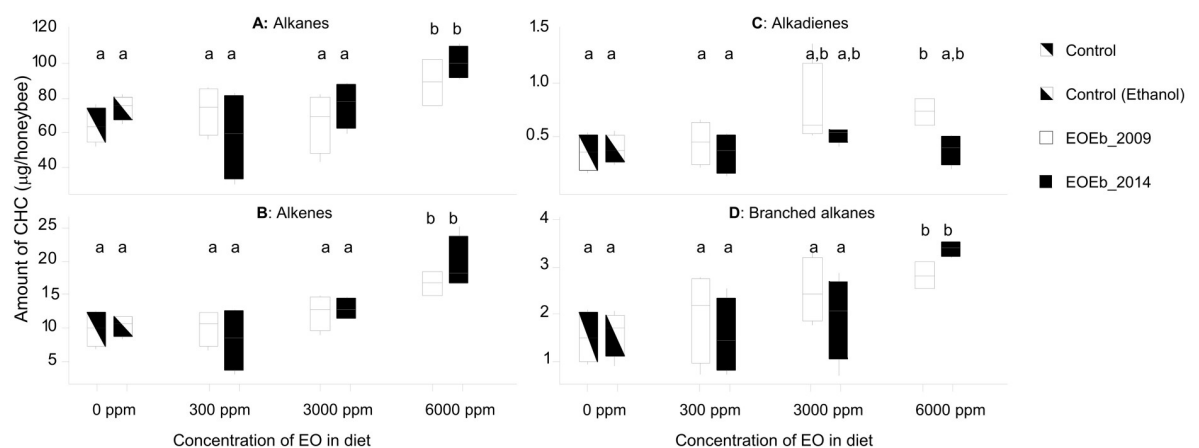 A: Alkanes
120
100
80
60
40
a a
a a
a a
b b
B: Alkenes
25
20
15
10
5
a a
a a
a a
b b
0 ppm 300 ppm 3000 ppm 6000 ppm
Concentration of EO in diet
Amount of CHC (µg/honeybee)
C: Alkadienes
1.5
1.0
0.5
a a
a a
a,b a,b
b a,b
D: Branched alkanes
4
3
2
1
a a
a a
a a
b b
0 ppm 300 ppm 3000 ppm 6000 ppm
Concentration of EO in diet
Control
Control (Ethanol)
EOEb_2009
EOEb_2014